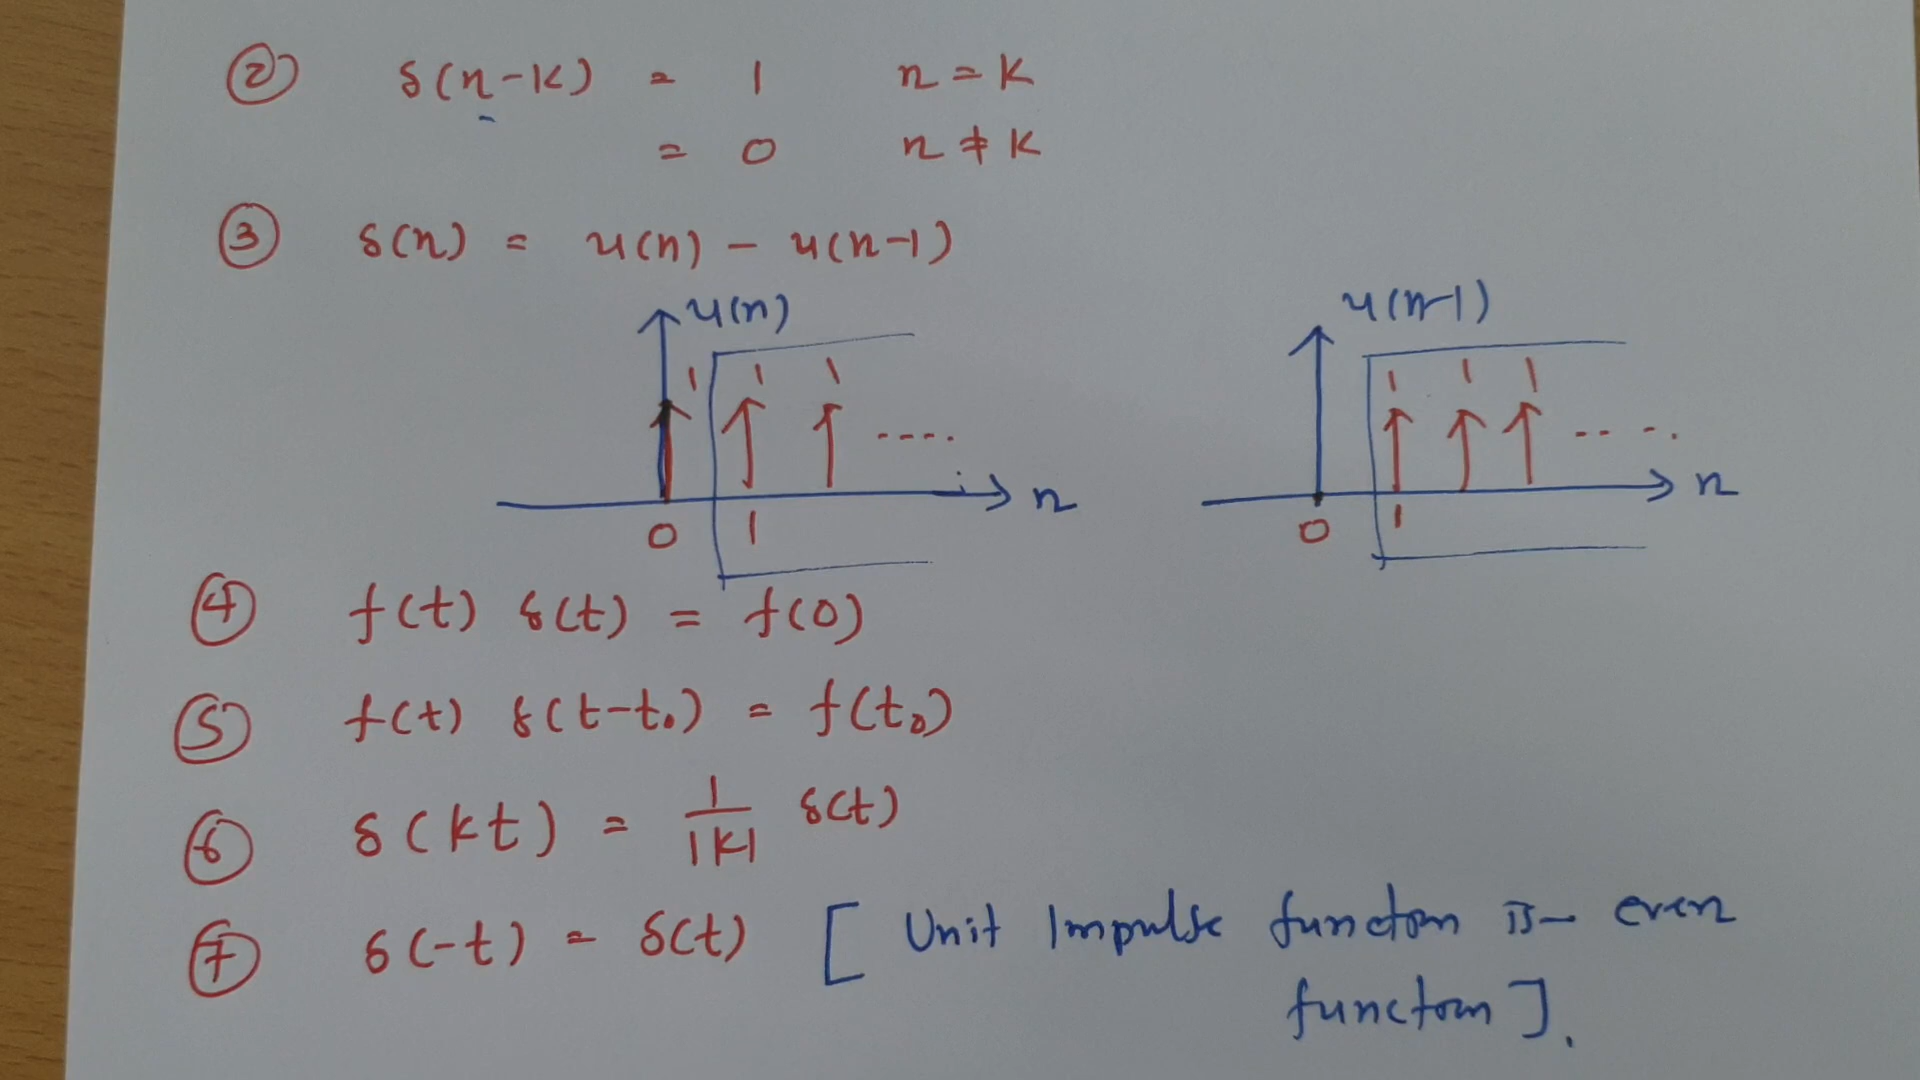 ② δ(n-k) = 1 n = k
= 0 n ≠ k
③ δ(n) = u(n) - u(n-1)
u(n) u(n-1)
1 1 1 1 1 1
..... .....
n n
0 1 0 1
④ f(t) δ(t) = f(0)
⑤ f(t) δ(t-t₀) = f(t₀)
⑥ δ(kt) = 1/|k| δ(t)
⑦ δ(-t) = δ(t) [ Unit Impulse function is even
function ].